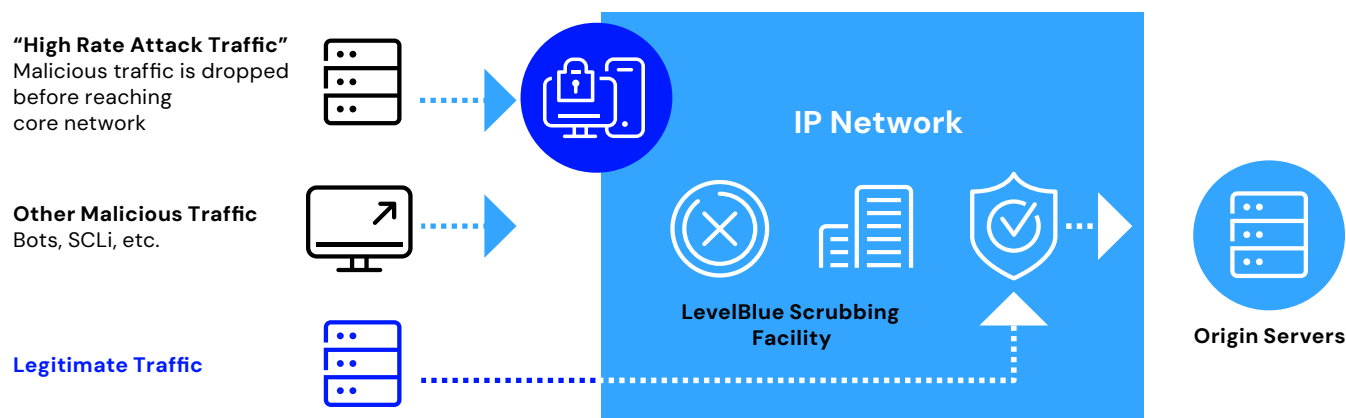 “High Rate Attack Traffic”
Malicious traffic is dropped
before reaching
core network
IP Network
Other Malicious Traffic
Bots, SCLi, etc.
LevelBlue Scrubbing
Facility
Origin Servers
Legitimate Traffic